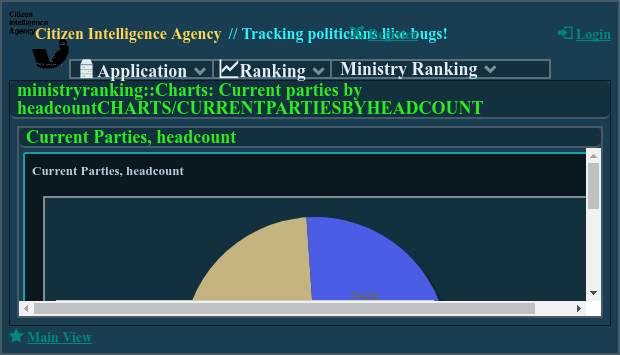 Citizen
Intelligence
Agency
Citizen Intelligence Agency // Tracking politicians like bugs!
Register
Login
Application
Ranking
Ministry Ranking
ministryranking::Charts: Current parties by
headcountCHARTS/CURRENTPARTIESBYHEADCOUNT
Current Parties, headcount
Current Parties, headcount
Main View